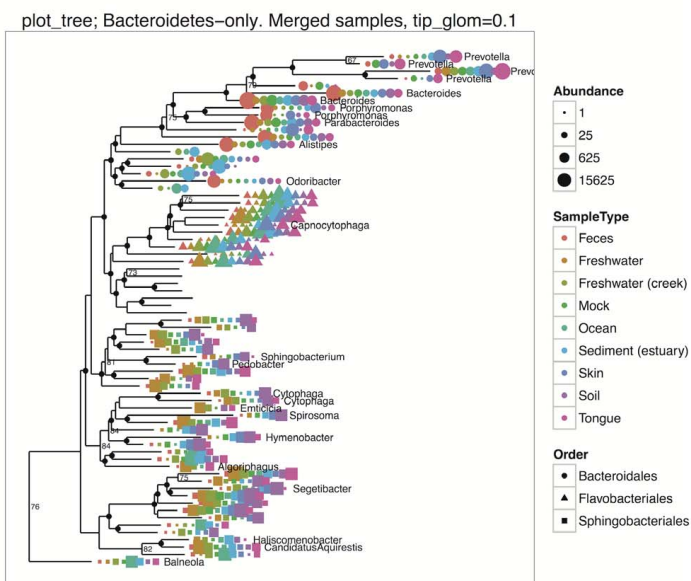 plot_tree; Bacteroidetes-only. Merged samples, tip_glom=0.1
67
Prevotella
Prevotella
Prevo
Prevotella
79
Bacteroides
Bacteroides
Porphyromonas
75
Porphyromonas
Parabacteroides
Alistipes
Odoribacter
75
Capnocytophaga
73
Sphingobacterium
81
Pedobacter
Cytophaga
Cytophaga
Emticicia
Spirosoma
84
Hymenobacter
84
Algoriphagus
75
Segetibacter
76
Haliscomenobacter
82
CandidatusAquirestis
Balneola
Abundance
1
25
625
15625
SampleType
Feces
Freshwater
Freshwater (creek)
Mock
Ocean
Sediment (estuary)
Skin
Soil
Tongue
Order
Bacteroidales
Flavobacteriales
Sphingobacteriales